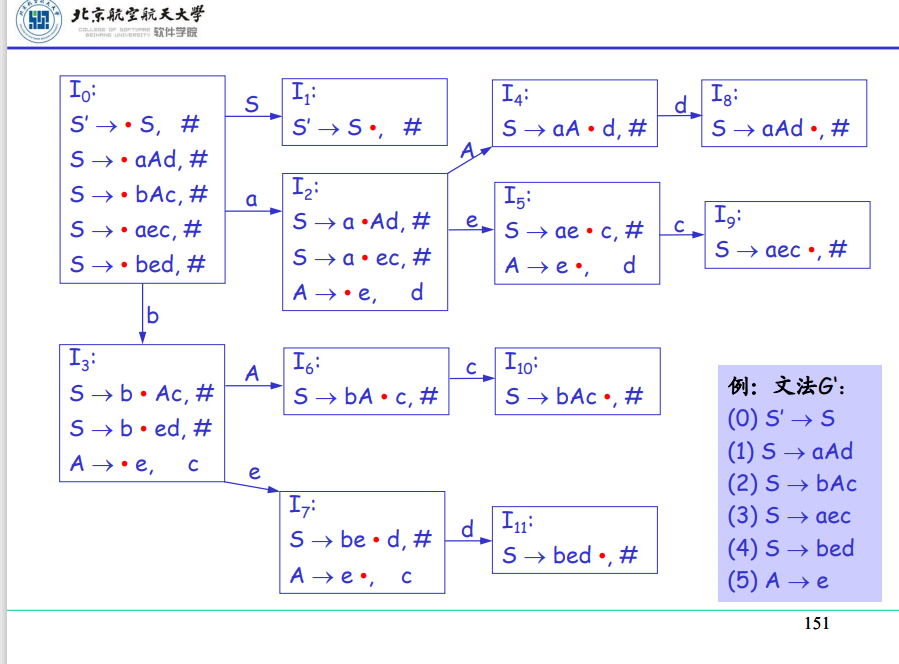 北京航空航天大学
COLLEGE OF SOFTWARE
BEIHANG UNIVERSITY 软件学院
I₀:
S' → • S, #
S → • aAd, #
S → • bAc, #
S → • aec, #
S → • bed, #
S
I₁:
S' → S •, #
a
I₂:
S → a •Ad, #
S → a • ec, #
A → • e, d
A
I₄:
S → aA • d, #
d
I₈:
S → aAd •, #
e
I₅:
S → ae • c, #
A → e •, d
c
I₉:
S → aec •, #
b
I₃:
S → b • Ac, #
S → b • ed, #
A → • e, c
A
I₆:
S → bA • c, #
c
I₁₀:
S → bAc •, #
e
I₇:
S → be • d, #
A → e •, c
d
I₁₁:
S → bed •, #
例: 文法G':
(0) S' → S
(1) S → aAd
(2) S → bAc
(3) S → aec
(4) S → bed
(5) A → e
151